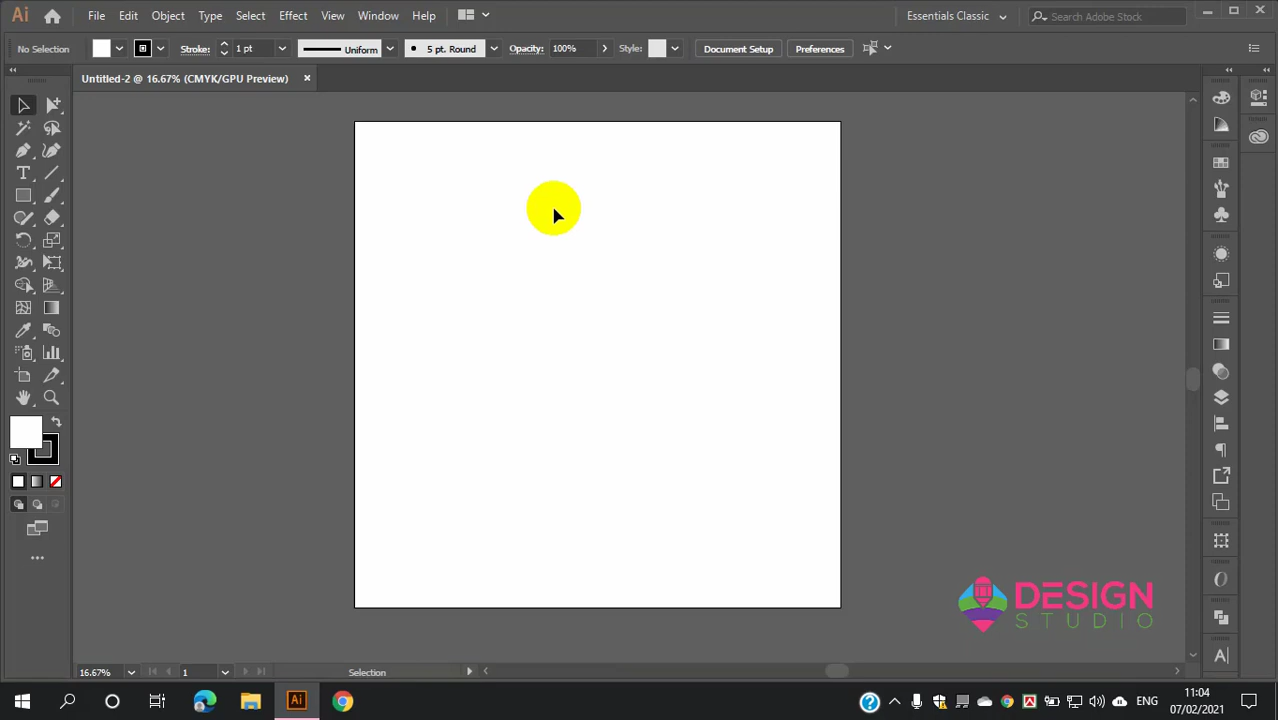 Ai File Edit Object Type Select Effect View Window Help Essentials Classic Search Adobe Stock
No Selection Stroke: 1 pt Uniform 5 pt. Round Opacity: 100% Style: Document Setup Preferences
Untitled-2 @ 16.67% (CMYK/GPU Preview)
DESIGN
STUDIO
16.67% 1 Selection
Ai ENG 11:04
07/02/2021